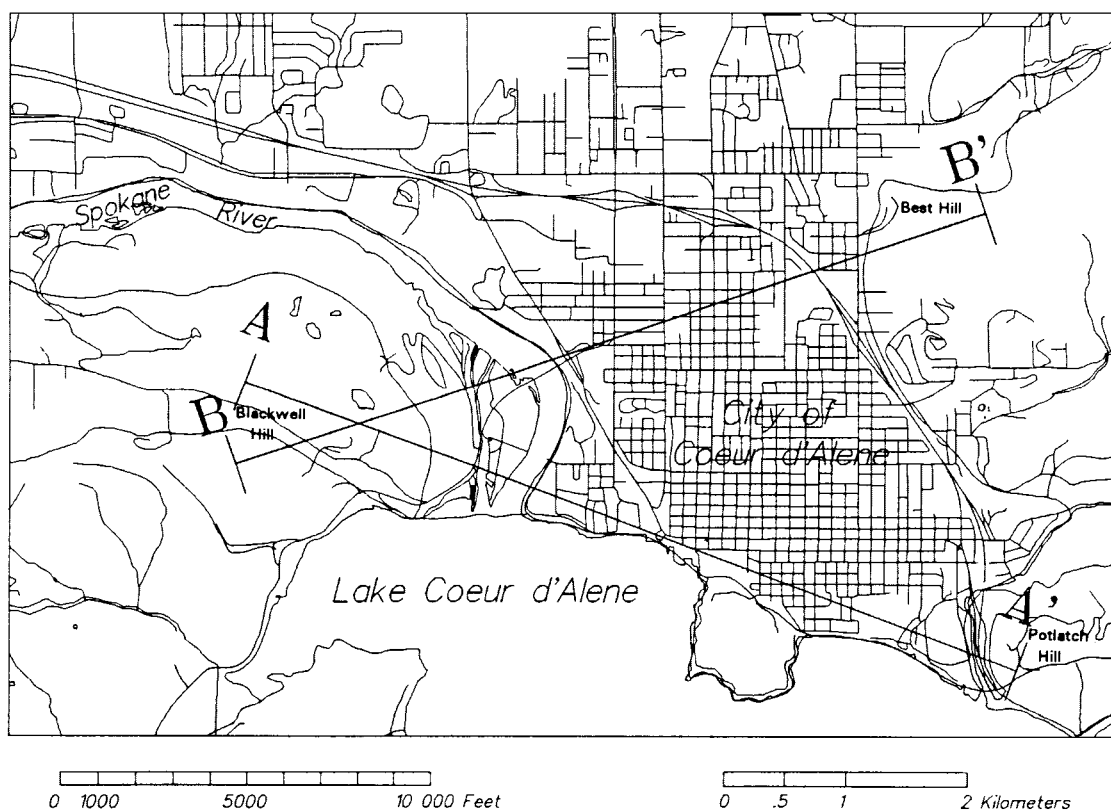 B'
Best Hill
Spokane
River
A
B
Blackwell
Hill
City of
Coeur d'Alene
Lake Coeur d'Alene
A'
Potlatch
Hill
0 1000 5000 10 000 Feet
0 .5 1 2 Kilometers